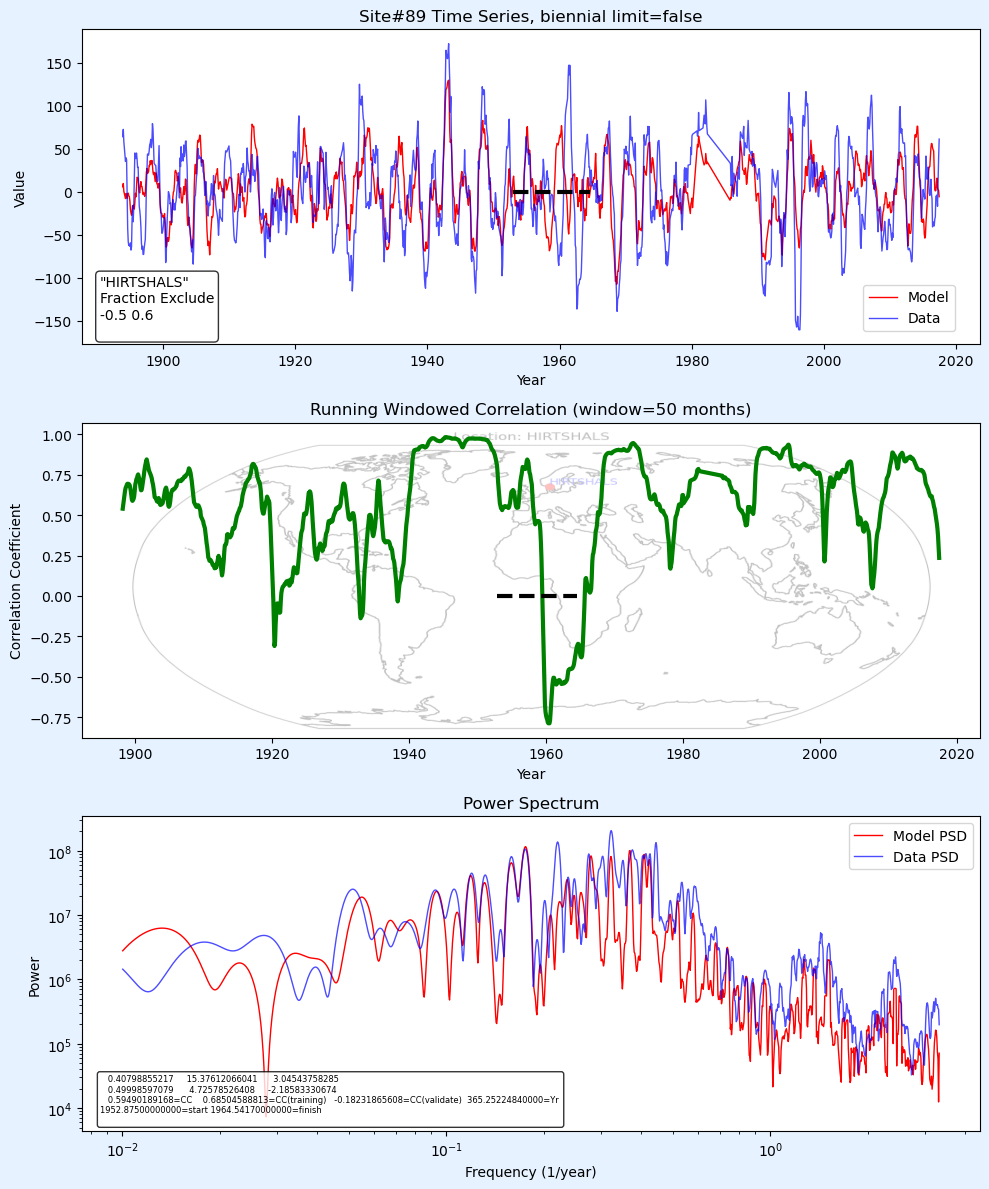 Site#89 Time Series, biennial limit=false
150
100
50
0
−50
−100
−150
Value
"HIRTSHALS"
Fraction Exclude
-0.5 0.6
Model
Data
1900
1920
1940
1960
1980
2000
2020
Year
Running Windowed Correlation (window=50 months)
Location: HIRTSHALS
HIRTSHALS
1.00
0.75
0.50
0.25
0.00
−0.25
−0.50
−0.75
Correlation Coefficient
1900
1920
1940
1960
1980
2000
2020
Year
Power Spectrum
Model PSD
Data PSD
10⁸
10⁷
10⁶
10⁵
10⁴
Power
0.40798855217 15.37612066041 3.04543758285
0.49998597079 4.72578526408 -2.18583330674
0.59490189168=CC 0.68504588813=CC(training) -0.18231865608=CC(validate) 365.25224840000=Yr
1952.87500000000=start 1964.54170000000=finish
10⁻²
10⁻¹
10⁰
Frequency (1/year)